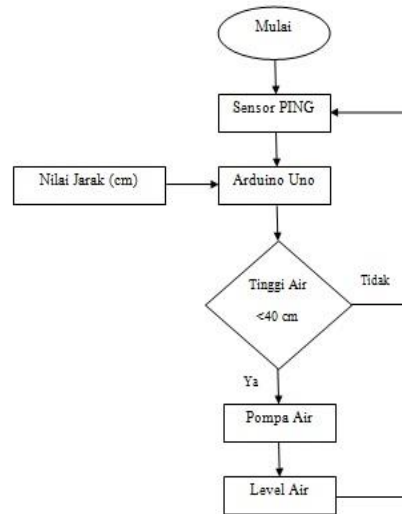 Mulai
Sensor PING
Nilai Jarak (cm)
Arduino Uno
Tinggi Air
<40 cm
Tidak
Ya
Pompa Air
Level Air